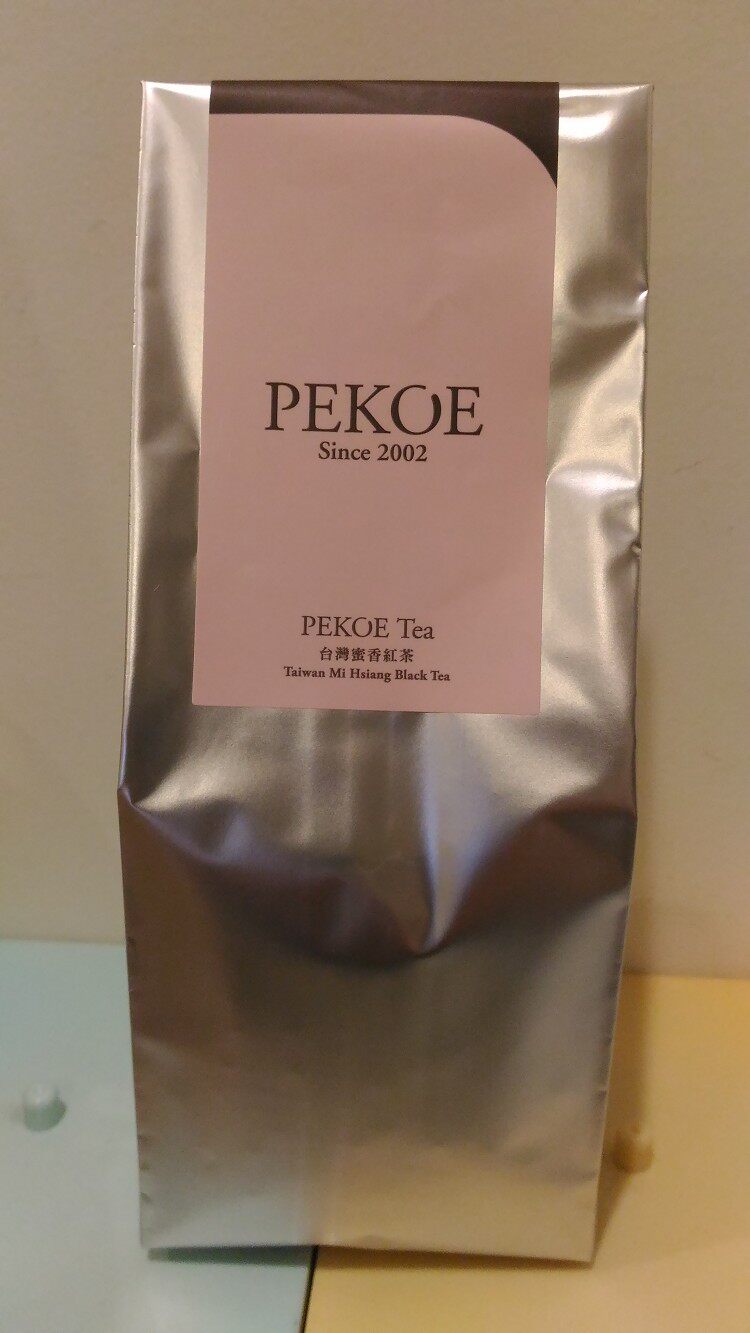 PEKOE
Since 2002
PEKOE Tea
台灣蜜香紅茶
Taiwan Mi Hsiang Black Tea